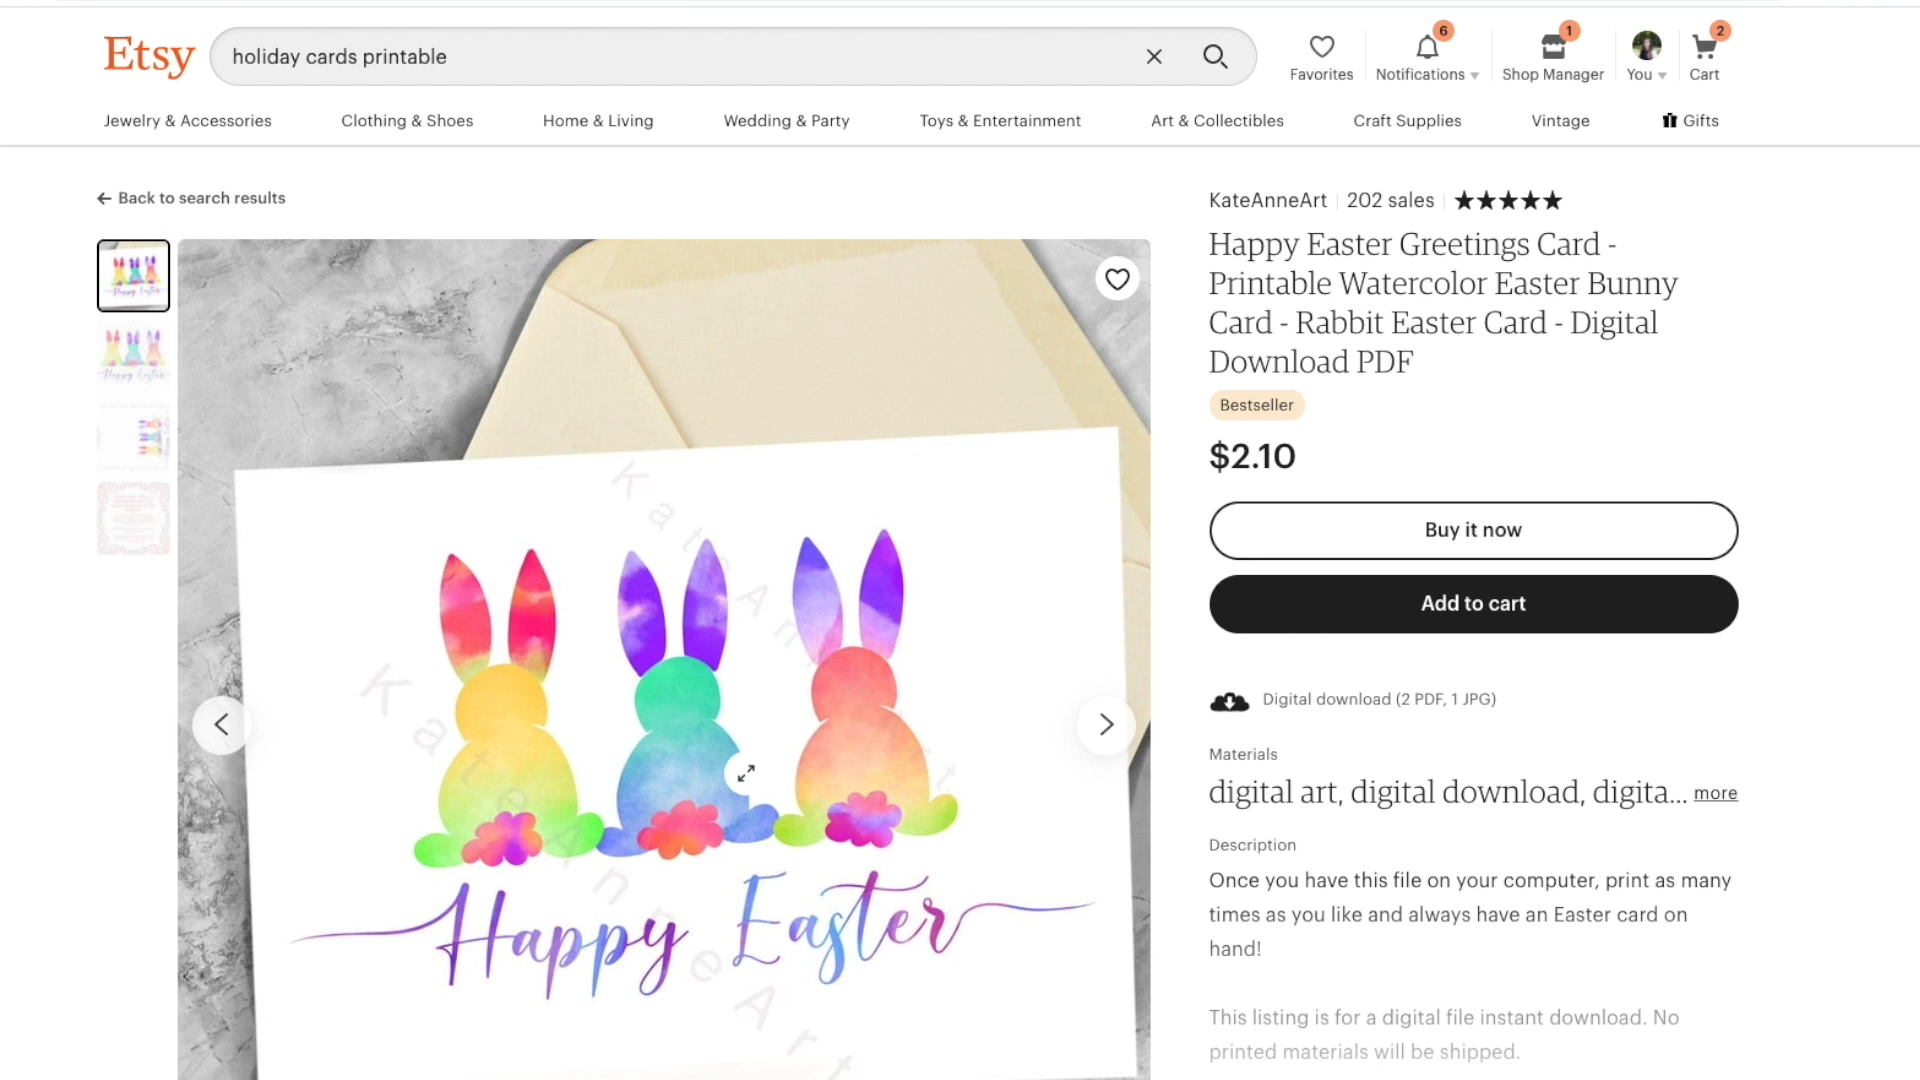 Etsy
holiday cards printable
6
1
2
Favorites
Notifications
Shop Manager
You
Cart
Jewelry & Accessories
Clothing & Shoes
Home & Living
Wedding & Party
Toys & Entertainment
Art & Collectibles
Craft Supplies
Vintage
Gifts
Back to search results
KateAnneArt
Happy Easter
KateAnneArt
KateAnneArt 202 sales
Happy Easter Greetings Card -
Printable Watercolor Easter Bunny
Card - Rabbit Easter Card - Digital
Download PDF
Bestseller
$2.10
Buy it now
Add to cart
Digital download (2 PDF, 1 JPG)
Materials
digital art, digital download, digita... more
Description
Once you have this file on your computer, print as many
times as you like and always have an Easter card on
hand!
This listing is for a digital file instant download. No
printed materials will be shipped.